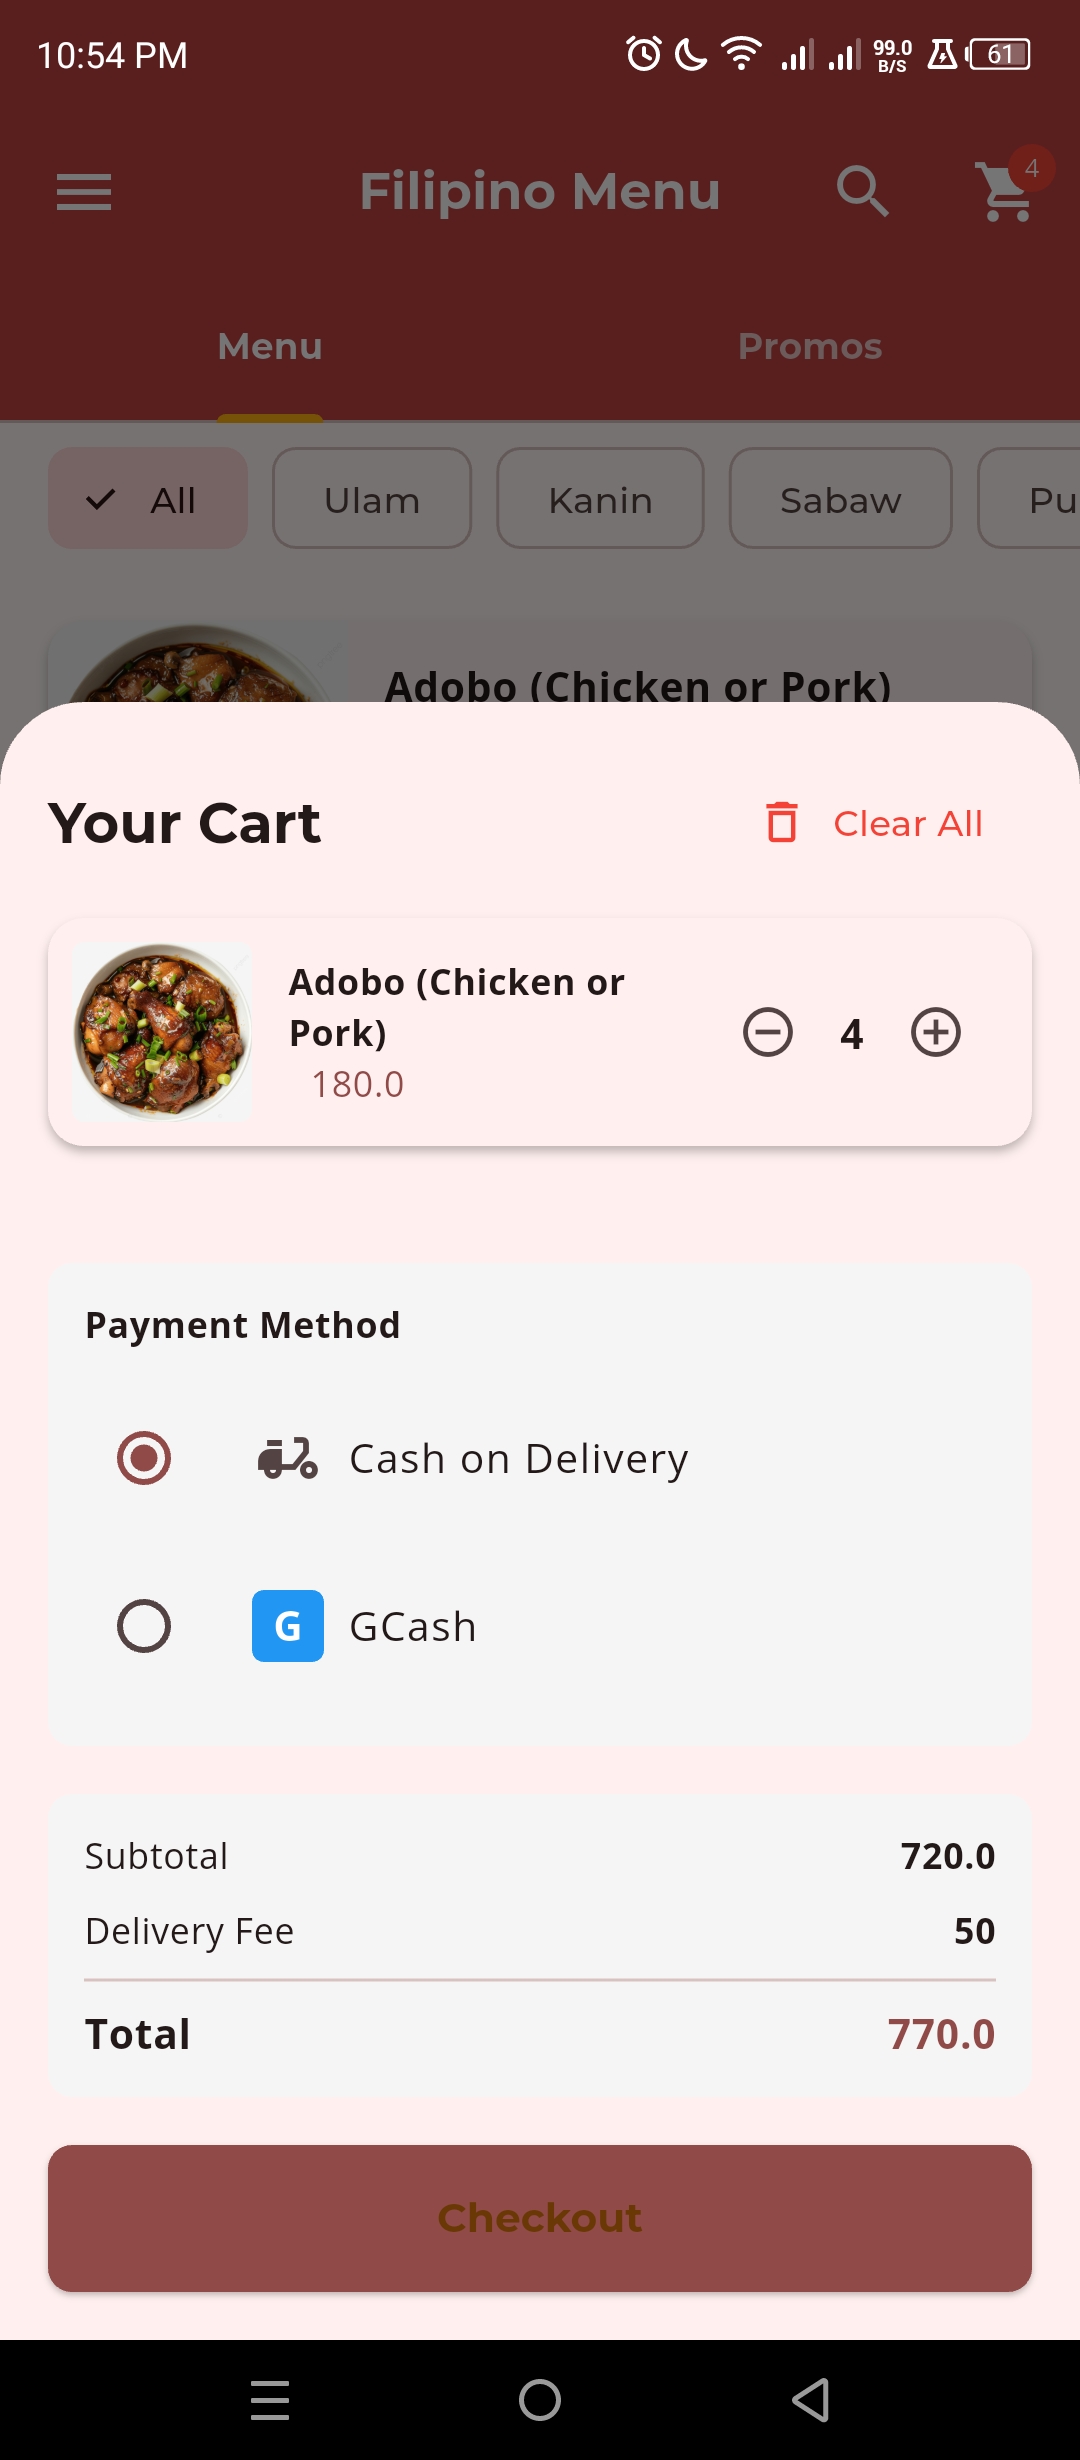 10:54 PM
99.0
B/S
61
Filipino Menu
4
Menu
Promos
All
Ulam
Kanin
Sabaw
Pu
Adobo (Chicken or Pork)
Your Cart
Clear All
Adobo (Chicken or
Pork)
4
180.0
Payment Method
Cash on Delivery
G
GCash
Subtotal
720.0
Delivery Fee
50
Total
770.0
Checkout